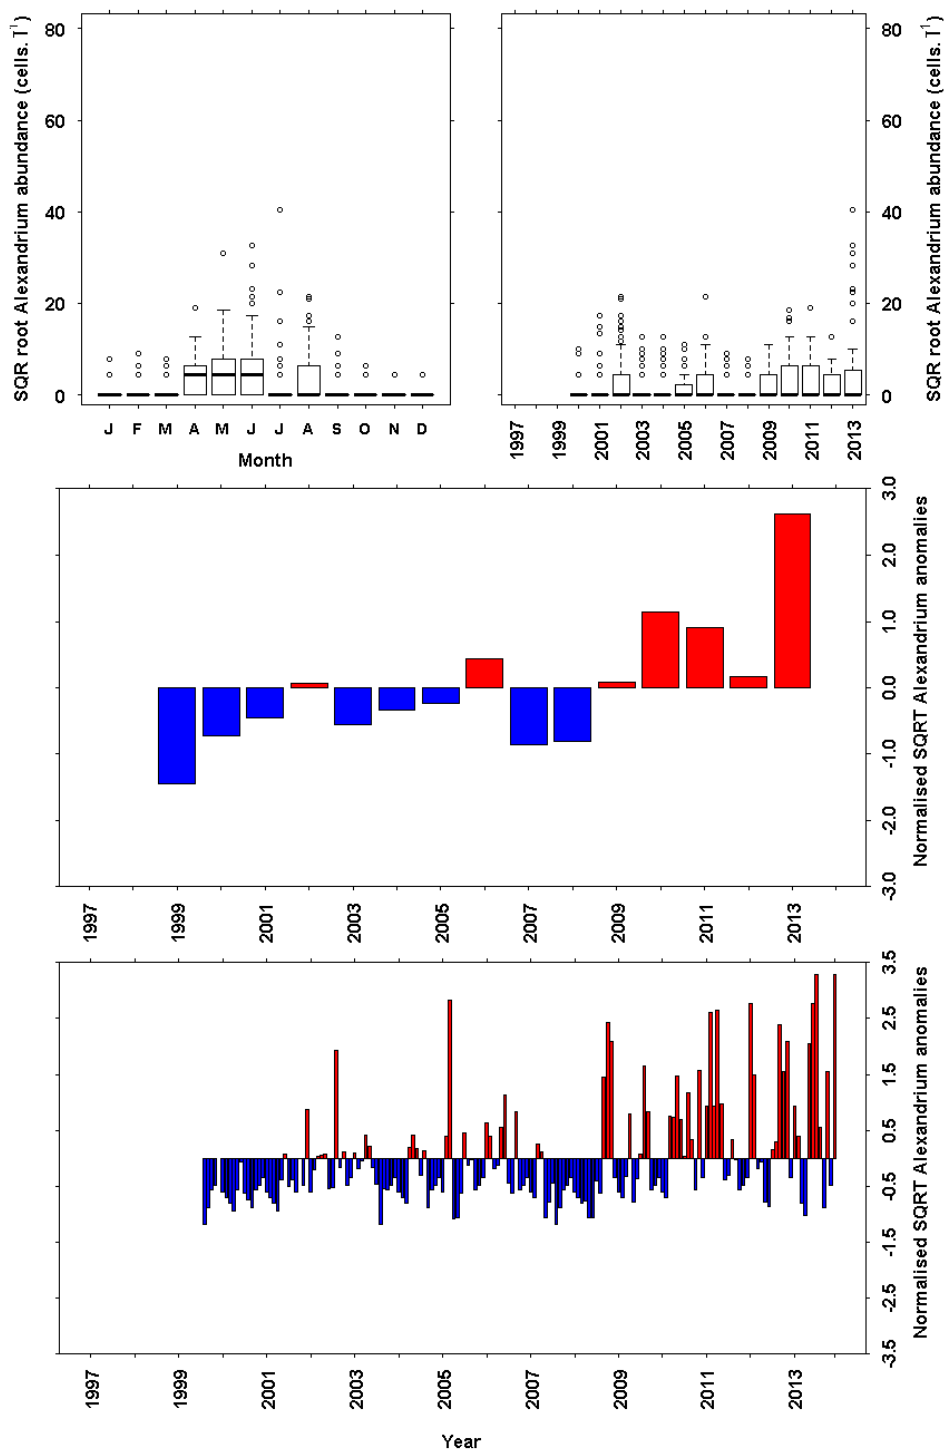 SQR root Alexandrium abundance (cells. l⁻¹)
80
60
40
20
0
J F M A M J J A S O N D
Month
80
60
40
20
0
SQR root Alexandrium abundance (cells. l⁻¹)
1997 1999 2001 2003 2005 2007 2009 2011 2013
3.0
2.0
1.0
0.0
-1.0
-2.0
-3.0
Normalised SQRT Alexandrium anomalies
1997 1999 2001 2003 2005 2007 2009 2011 2013
3.5
2.5
1.5
0.5
-0.5
-1.5
-2.5
-3.5
Normalised SQRT Alexandrium anomalies
1997 1999 2001 2003 2005 2007 2009 2011 2013
Year